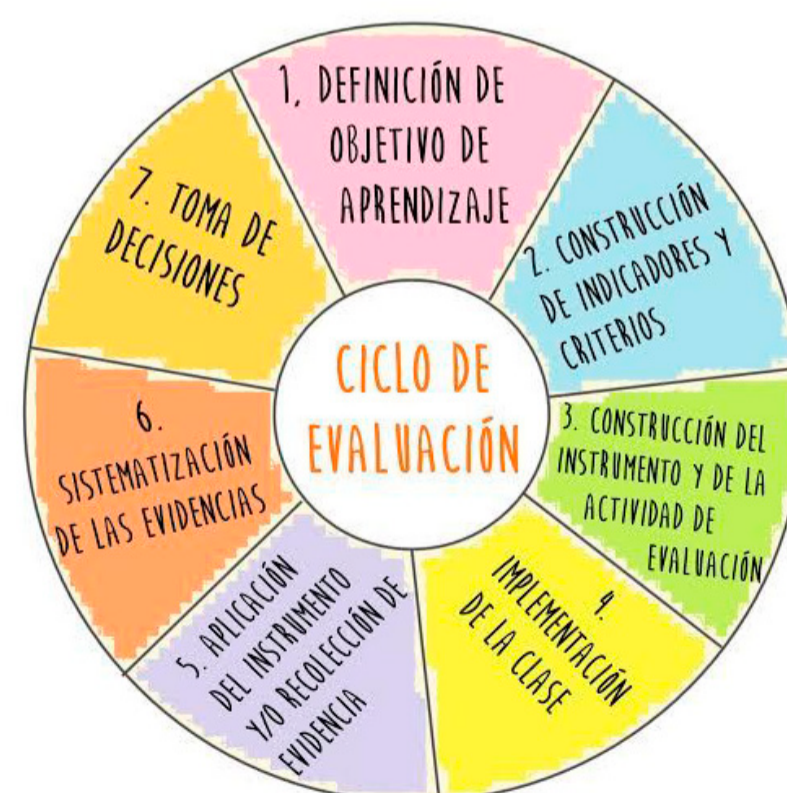 1, DEFINICIÓN DE
OBJETIVO DE
APRENDIZAJE
2. CONSTRUCCIÓN
DE INDICADORES Y
CRITERIOS
3. CONSTRUCCIÓN DEL
INSTRUMENTO Y DE LA
ACTIVIDAD DE
EVALUACIÓN
4.
IMPLEMENTACIÓN
DE LA CLASE
5. APLICACIÓN
DEL INSTRUMENTO
Y/O RECOLECCIÓN DE
EVIDENCIA
6.
SISTEMATIZACIÓN
DE LAS EVIDENCIAS
7. TOMA DE
DECISIONES
CICLO DE
EVALUACIÓN